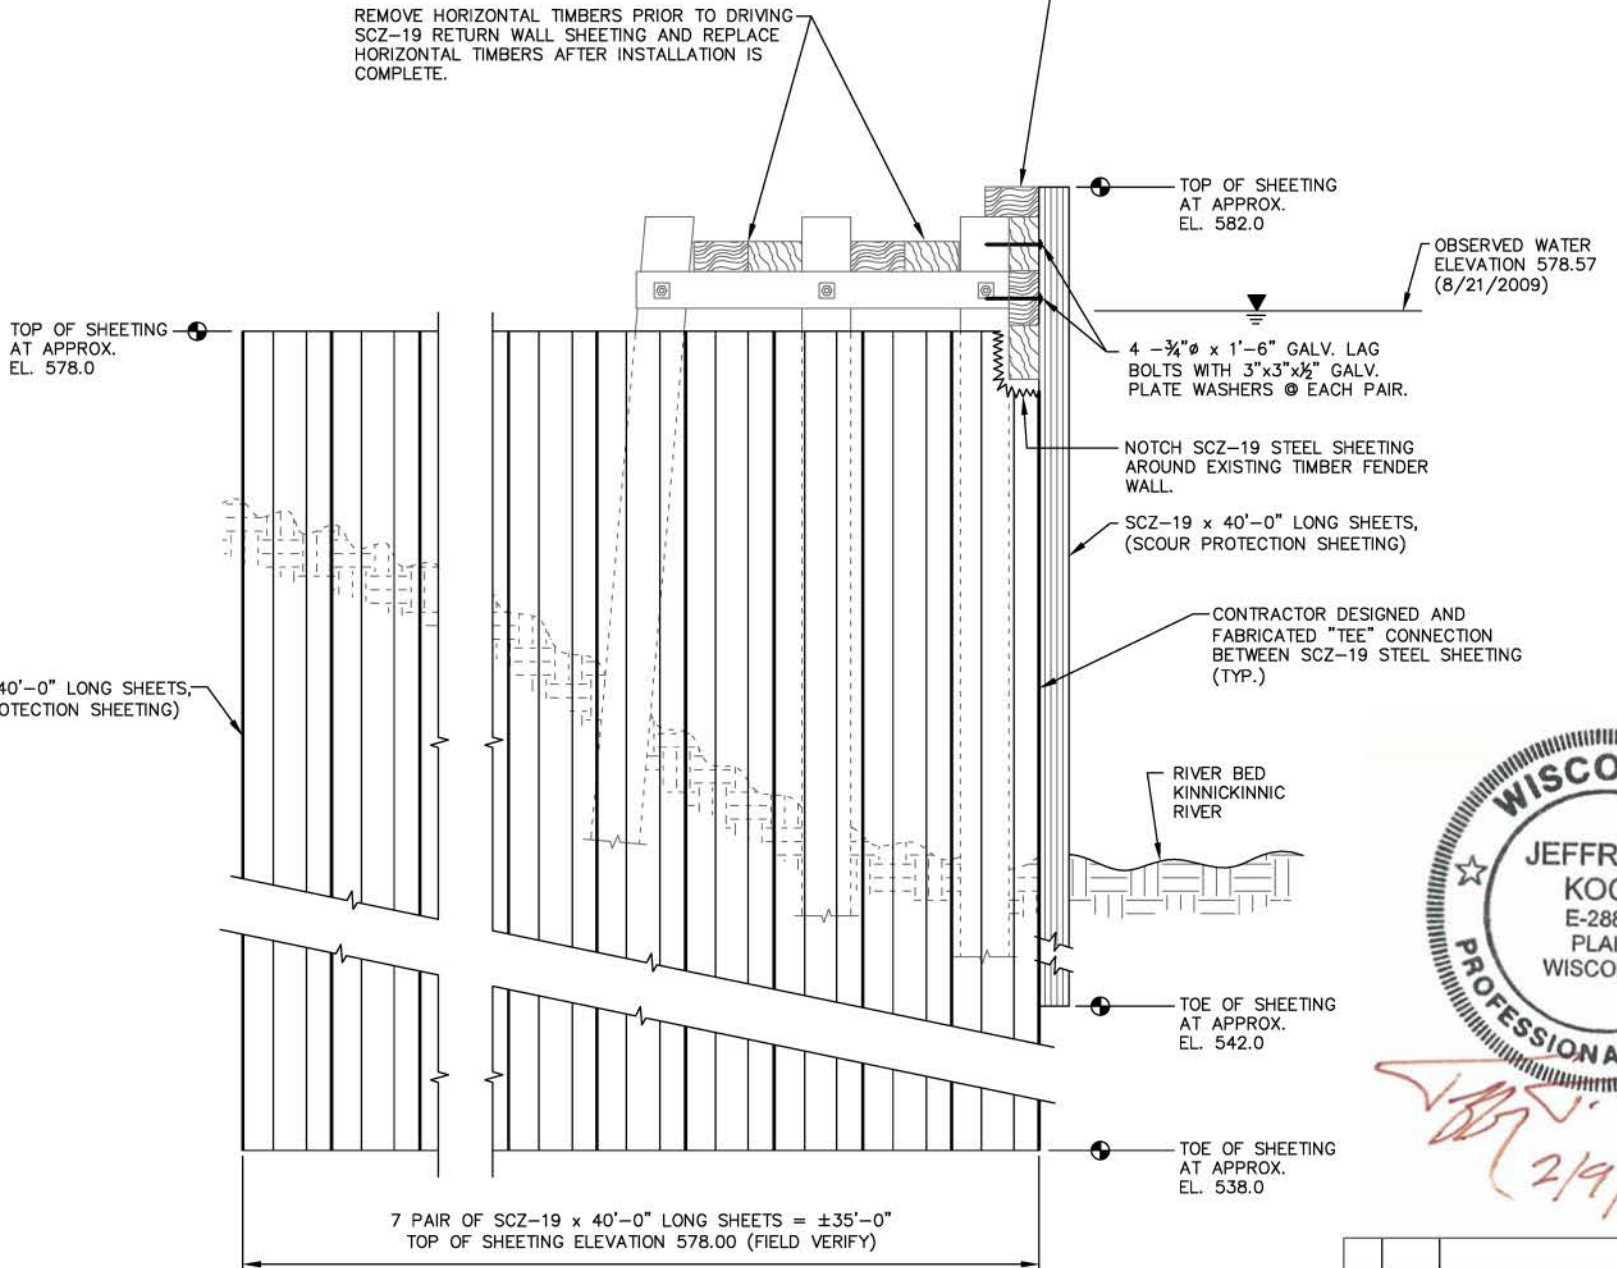 REMOVE HORIZONTAL TIMBERS PRIOR TO DRIVING
SCZ-19 RETURN WALL SHEETING AND REPLACE
HORIZONTAL TIMBERS AFTER INSTALLATION IS
COMPLETE.
TOP OF SHEETING
AT APPROX.
EL. 582.0
OBSERVED WATER
ELEVATION 578.57
(8/21/2009)
TOP OF SHEETING
AT APPROX.
EL. 578.0
4 -¾"ø x 1'-6" GALV. LAG
BOLTS WITH 3"x3"x½" GALV.
PLATE WASHERS @ EACH PAIR.
NOTCH SCZ-19 STEEL SHEETING
AROUND EXISTING TIMBER FENDER
WALL.
SCZ-19 x 40'-0" LONG SHEETS,
(SCOUR PROTECTION SHEETING)
CONTRACTOR DESIGNED AND
FABRICATED "TEE" CONNECTION
BETWEEN SCZ-19 STEEL SHEETING
(TYP.)
40'-0" LONG SHEETS,
OTECTION SHEETING)
RIVER BED
KINNICKINNIC
RIVER
WISCO
JEFFR
KOO
E-288
PLAI
WISCO
PROFESSIONA
TOE OF SHEETING
AT APPROX.
EL. 542.0
TOE OF SHEETING
AT APPROX.
EL. 538.0
2/9/
7 PAIR OF SCZ-19 x 40'-0" LONG SHEETS = ±35'-0"
TOP OF SHEETING ELEVATION 578.00 (FIELD VERIFY)